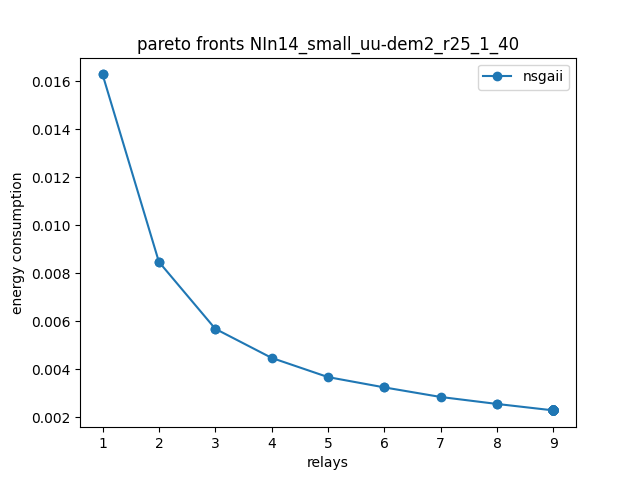 pareto fronts NIn14_small_uu-dem2_r25_1_40
nsgaii
energy consumption
0.016
0.014
0.012
0.010
0.008
0.006
0.004
0.002
1 2 3 4 5 6 7 8 9
relays